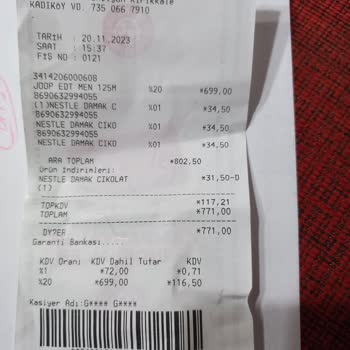 KADIKÖY VD. 735 066 7910
TARİH : 20.11.2023
SAAT : 15:37
FİŞ NO : 0121
3414206000608
JOOP EDT MEN 125M %20 *699,00
8690632994055
(1)NESTLE DAMAK C %01 *34,50
8690632994055
NESTLE DAMAK CIKO %01 *34,50
8690632994055
NESTLE DAMAK CIKO %01 *34,50
ARA TOPLAM *802,50
Ürün İndirimleri:
NESTLE DAMAK CIKOLAT *31,50-D
(1)
TOPKDV *117,21
TOPLAM *771,00
DY?ER *771,00
Garanti Bankası.....
KDV Oranı KDV Dahil Tutar KDV
%1 *72,00 *0,71
%20 *699,00 *116,50
Kasiyer Adı:G**** G****